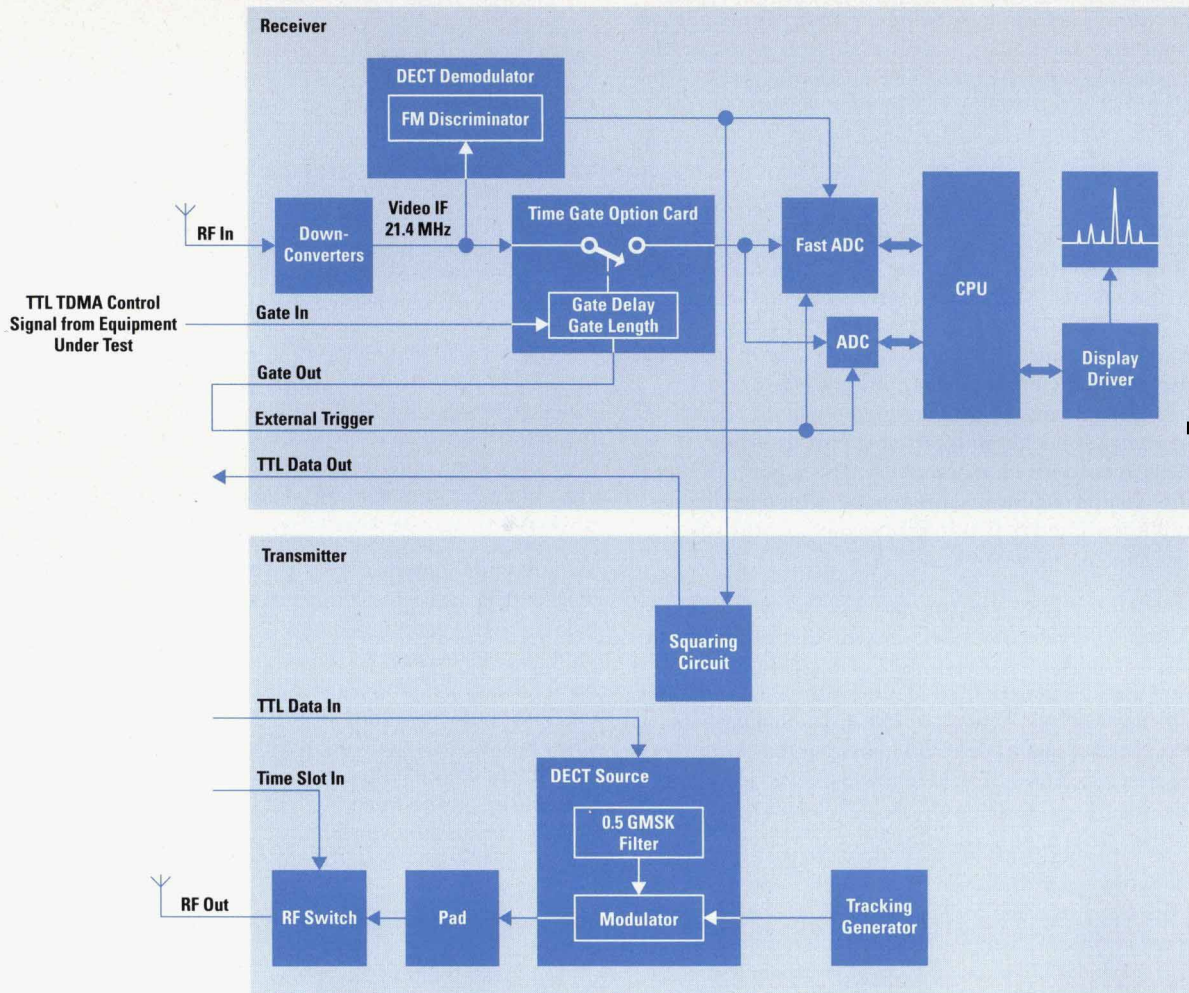 Receiver
DECT Demodulator
FM Discriminator
RF In
Down-
Converters
Video IF
21.4 MHz
Time Gate Option Card
Gate Delay
Gate Length
Fast ADC
ADC
CPU
Display
Driver
TTL TDMA Control
Signal from Equipment
Under Test
Gate In
Gate Out
External Trigger
TTL Data Out
Transmitter
Squaring
Circuit
TTL Data In
Time Slot In
DECT Source
0.5 GMSK
Filter
Modulator
RF Out
RF Switch
Pad
Tracking
Generator